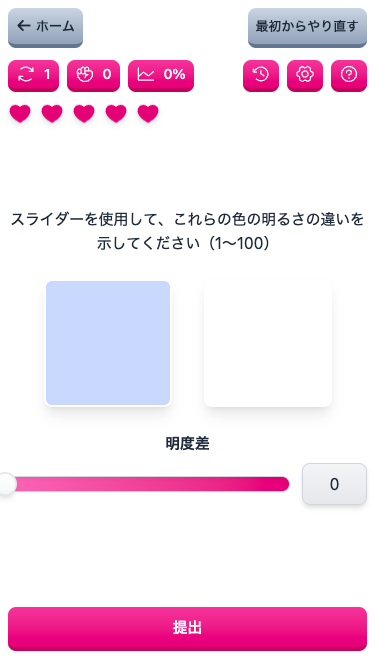 ホーム
最初からやり直す
1
0
0%
スライダーを使用して、これらの色の明るさの違いを
示してください（1〜100）
明度差
0
提出